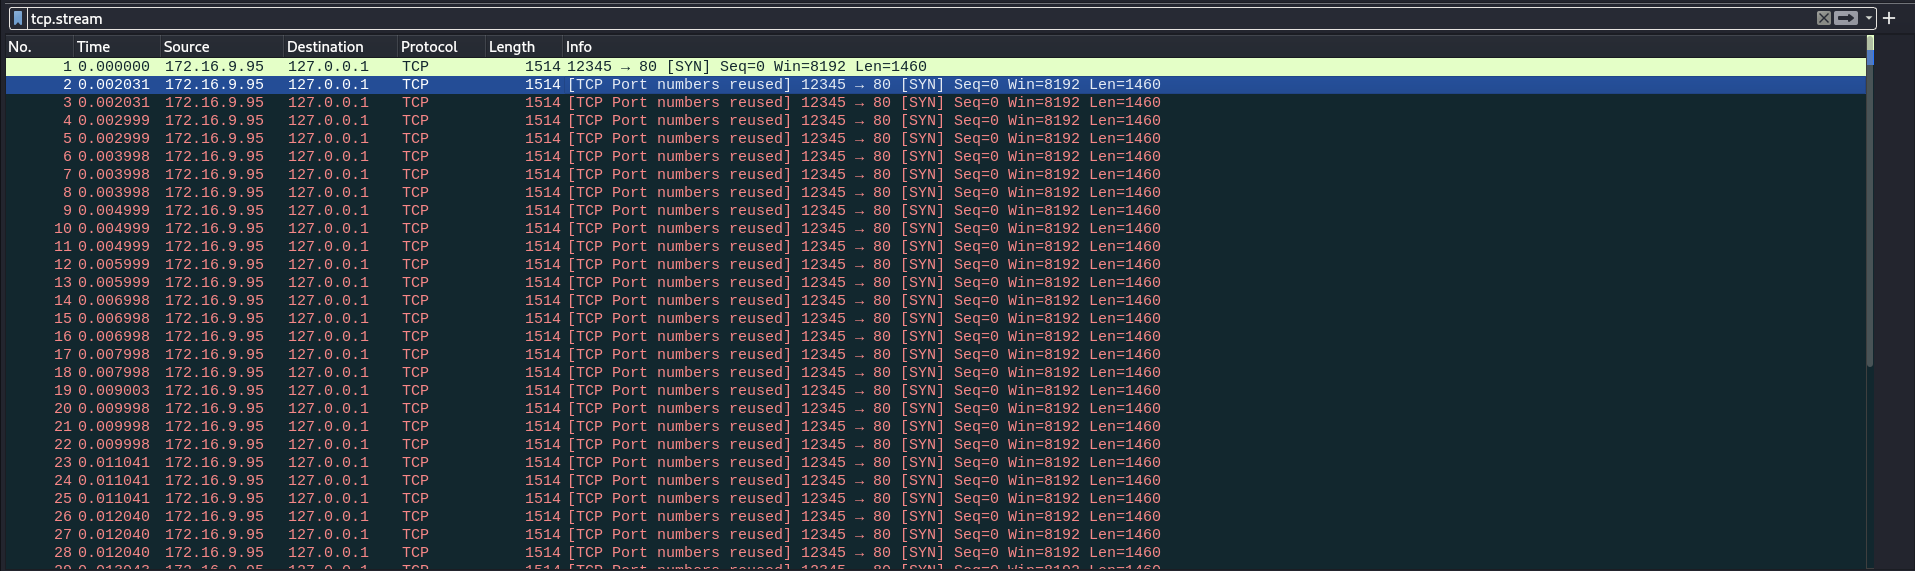 tcp.stream
No. Time Source Destination Protocol Length Info
1 0.000000 172.16.9.95 127.0.0.1 TCP 1514 12345 → 80 [SYN] Seq=0 Win=8192 Len=1460
2 0.002031 172.16.9.95 127.0.0.1 TCP 1514 [TCP Port numbers reused] 12345 → 80 [SYN] Seq=0 Win=8192 Len=1460
3 0.002031 172.16.9.95 127.0.0.1 TCP 1514 [TCP Port numbers reused] 12345 → 80 [SYN] Seq=0 Win=8192 Len=1460
4 0.002999 172.16.9.95 127.0.0.1 TCP 1514 [TCP Port numbers reused] 12345 → 80 [SYN] Seq=0 Win=8192 Len=1460
5 0.002999 172.16.9.95 127.0.0.1 TCP 1514 [TCP Port numbers reused] 12345 → 80 [SYN] Seq=0 Win=8192 Len=1460
6 0.003998 172.16.9.95 127.0.0.1 TCP 1514 [TCP Port numbers reused] 12345 → 80 [SYN] Seq=0 Win=8192 Len=1460
7 0.003998 172.16.9.95 127.0.0.1 TCP 1514 [TCP Port numbers reused] 12345 → 80 [SYN] Seq=0 Win=8192 Len=1460
8 0.003998 172.16.9.95 127.0.0.1 TCP 1514 [TCP Port numbers reused] 12345 → 80 [SYN] Seq=0 Win=8192 Len=1460
9 0.004999 172.16.9.95 127.0.0.1 TCP 1514 [TCP Port numbers reused] 12345 → 80 [SYN] Seq=0 Win=8192 Len=1460
10 0.004999 172.16.9.95 127.0.0.1 TCP 1514 [TCP Port numbers reused] 12345 → 80 [SYN] Seq=0 Win=8192 Len=1460
11 0.004999 172.16.9.95 127.0.0.1 TCP 1514 [TCP Port numbers reused] 12345 → 80 [SYN] Seq=0 Win=8192 Len=1460
12 0.005999 172.16.9.95 127.0.0.1 TCP 1514 [TCP Port numbers reused] 12345 → 80 [SYN] Seq=0 Win=8192 Len=1460
13 0.005999 172.16.9.95 127.0.0.1 TCP 1514 [TCP Port numbers reused] 12345 → 80 [SYN] Seq=0 Win=8192 Len=1460
14 0.006998 172.16.9.95 127.0.0.1 TCP 1514 [TCP Port numbers reused] 12345 → 80 [SYN] Seq=0 Win=8192 Len=1460
15 0.006998 172.16.9.95 127.0.0.1 TCP 1514 [TCP Port numbers reused] 12345 → 80 [SYN] Seq=0 Win=8192 Len=1460
16 0.006998 172.16.9.95 127.0.0.1 TCP 1514 [TCP Port numbers reused] 12345 → 80 [SYN] Seq=0 Win=8192 Len=1460
17 0.007998 172.16.9.95 127.0.0.1 TCP 1514 [TCP Port numbers reused] 12345 → 80 [SYN] Seq=0 Win=8192 Len=1460
18 0.007998 172.16.9.95 127.0.0.1 TCP 1514 [TCP Port numbers reused] 12345 → 80 [SYN] Seq=0 Win=8192 Len=1460
19 0.009003 172.16.9.95 127.0.0.1 TCP 1514 [TCP Port numbers reused] 12345 → 80 [SYN] Seq=0 Win=8192 Len=1460
20 0.009998 172.16.9.95 127.0.0.1 TCP 1514 [TCP Port numbers reused] 12345 → 80 [SYN] Seq=0 Win=8192 Len=1460
21 0.009998 172.16.9.95 127.0.0.1 TCP 1514 [TCP Port numbers reused] 12345 → 80 [SYN] Seq=0 Win=8192 Len=1460
22 0.009998 172.16.9.95 127.0.0.1 TCP 1514 [TCP Port numbers reused] 12345 → 80 [SYN] Seq=0 Win=8192 Len=1460
23 0.011041 172.16.9.95 127.0.0.1 TCP 1514 [TCP Port numbers reused] 12345 → 80 [SYN] Seq=0 Win=8192 Len=1460
24 0.011041 172.16.9.95 127.0.0.1 TCP 1514 [TCP Port numbers reused] 12345 → 80 [SYN] Seq=0 Win=8192 Len=1460
25 0.011041 172.16.9.95 127.0.0.1 TCP 1514 [TCP Port numbers reused] 12345 → 80 [SYN] Seq=0 Win=8192 Len=1460
26 0.012040 172.16.9.95 127.0.0.1 TCP 1514 [TCP Port numbers reused] 12345 → 80 [SYN] Seq=0 Win=8192 Len=1460
27 0.012040 172.16.9.95 127.0.0.1 TCP 1514 [TCP Port numbers reused] 12345 → 80 [SYN] Seq=0 Win=8192 Len=1460
28 0.012040 172.16.9.95 127.0.0.1 TCP 1514 [TCP Port numbers reused] 12345 → 80 [SYN] Seq=0 Win=8192 Len=1460